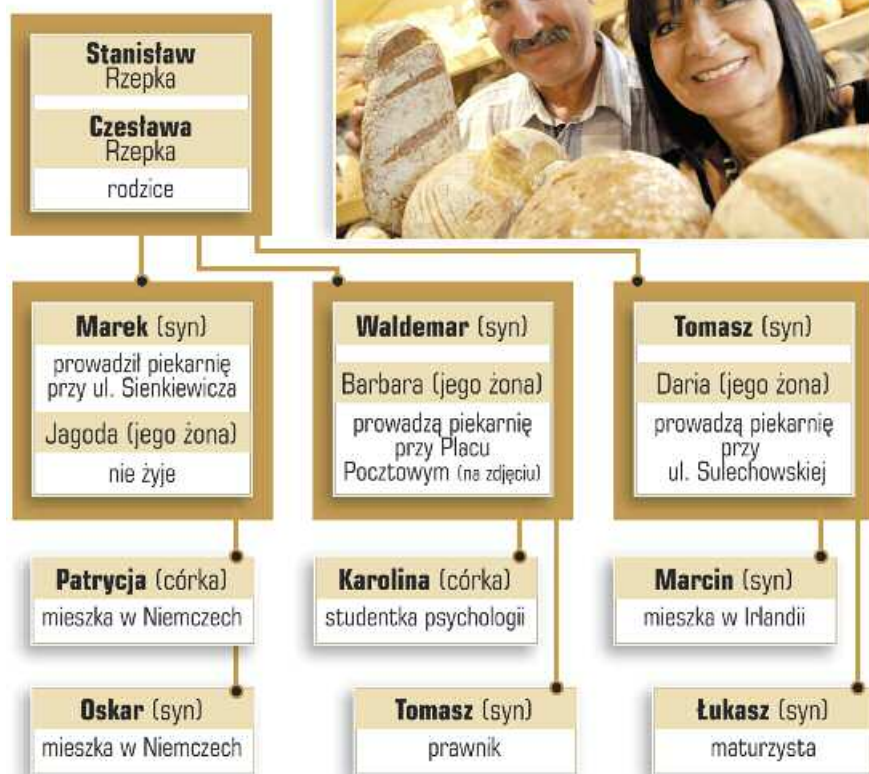 Stanisław
Rzepka
Czesława
Rzepka
rodzice
Marek (syn)
prowadził piekarnię
przy ul. Sienkiewicza
Jagoda (jego żona)
nie żyje
Waldemar (syn)
Barbara (jego żona)
prowadzą piekarnię
przy Placu
Pocztowym (na zdjęciu)
Tomasz (syn)
Daria (jego żona)
prowadzą piekarnię
przy
ul. Sulechowskiej
Patrycja (córka)
mieszka w Niemczech
Karolina (córka)
studentka psychologii
Marcin (syn)
mieszka w Irlandii
Oskar (syn)
mieszka w Niemczech
Tomasz (syn)
prawnik
Łukasz (syn)
maturzysta